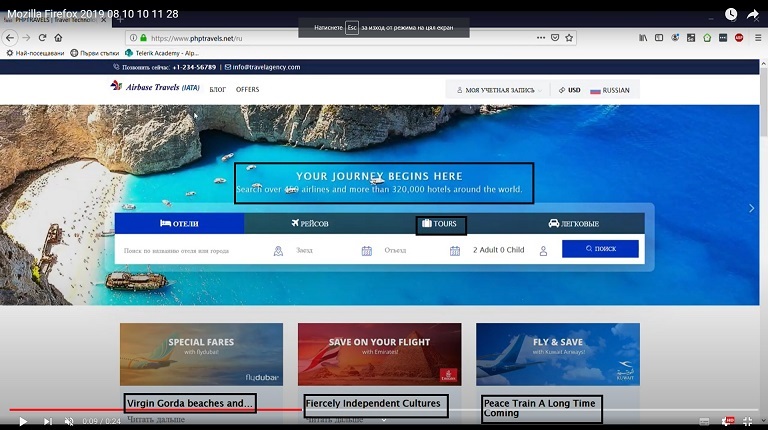 Mozilla Firefox 2019 08 10 10 11 28
Натиснете Esc за изход от режима на цял екран
www.phptravels.net/ru
Най-посещавани Първи стъпки Telerik Academy - Alp...
Позвонить сейчас: +1-234-56789 | info@travelagency.com
Airbase Travels (IATA) БЛОГ OFFERS МОЯ УЧЕТНАЯ ЗАПИСЬ USD RUSSIAN
YOUR JOURNEY BEGINS HERE
Search over 459 airlines and more than 320,000 hotels around the world.
ОТЕЛИ РЕЙСОВ TOURS ЛЕГКОВЫЕ
Поиск по названию отеля или города Заезд Отъезд 2 Adult 0 Child ПОИСК
SPECIAL FARES SAVE ON YOUR FLIGHT FLY & SAVE
with flydubai! with Emirates! with Kuwait Airways!
flydubai Emirates KUWAIT
Virgin Gorda beaches and... Fiercely Independent Cultures Peace Train A Long Time
Coming
Читать дальше Читать дальше
0:09 / 0:24